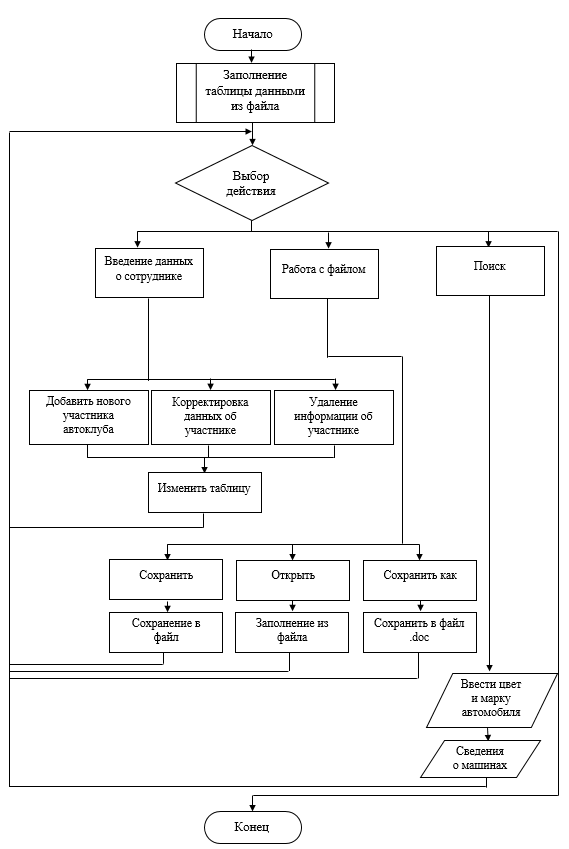 Начало
Заполнение
таблицы данными
из файла
Выбор
действия
Введение данных
о сотруднике
Работа с файлом
Поиск
Добавить нового
участника
автоклуба
Корректировка
данных об
участнике
Удаление
информации об
участнике
Изменить таблицу
Сохранить
Открыть
Сохранить как
Сохранение в
файл
Заполнение из
файла
Сохранить в файл
.doc
Ввести цвет
и марку
автомобиля
Сведения
о машинах
Конец